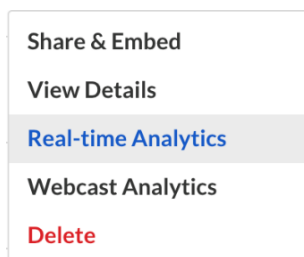 Share & Embed
View Details
Real-time Analytics
Webcast Analytics
Delete